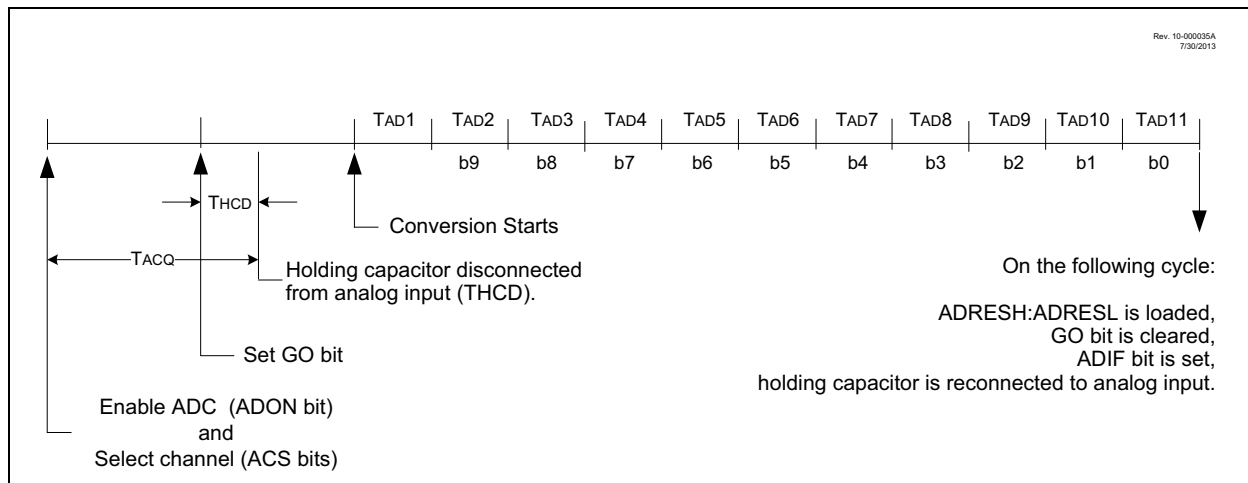 Rev. 10-000035A
7/30/2013
TAD1 TAD2 TAD3 TAD4 TAD5 TAD6 TAD7 TAD8 TAD9 TAD10 TAD11
b9 b8 b7 b6 b5 b4 b3 b2 b1 b0
THCD
Conversion Starts
TACQ
Holding capacitor disconnected
from analog input (THCD).
Set GO bit
Enable ADC (ADON bit)
and
Select channel (ACS bits)
On the following cycle:
ADRESH:ADRESL is loaded,
GO bit is cleared,
ADIF bit is set,
holding capacitor is reconnected to analog input.